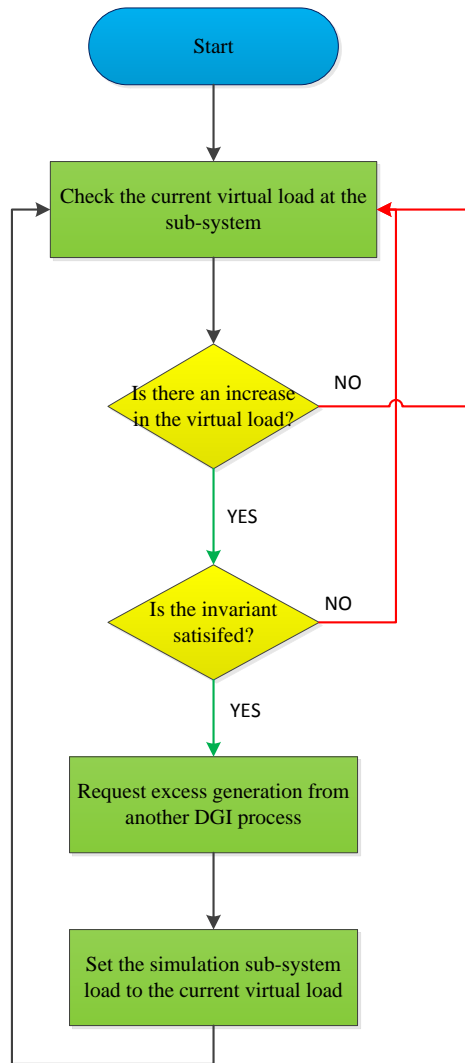 Start
Check the current virtual load at the
sub-system
Is there an increase
in the virtual load?
NO
YES
Is the invariant
satisifed?
NO
YES
Request excess generation from
another DGI process
Set the simulation sub-system
load to the current virtual load